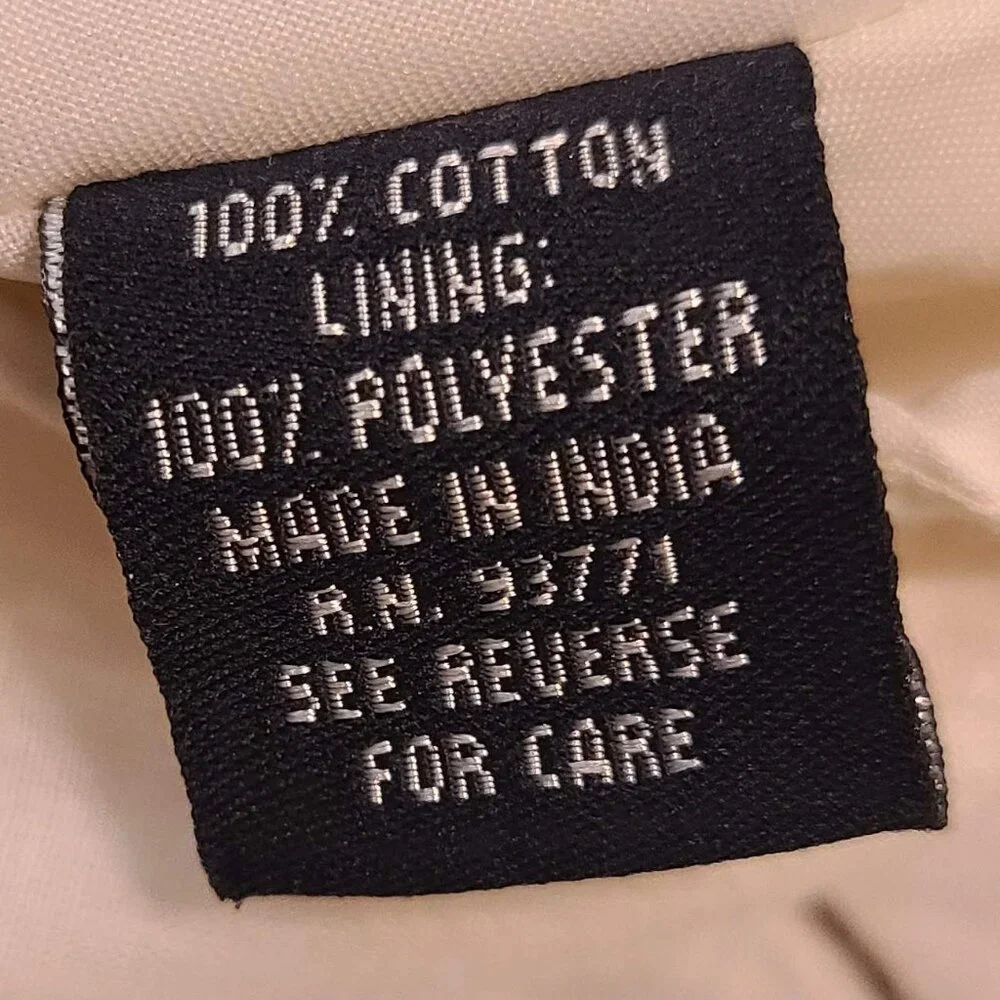 100% COTTON
LINING:
100% POLYESTER
MADE IN INDIA
R.N. 93771
SEE REVERSE
FOR CARE